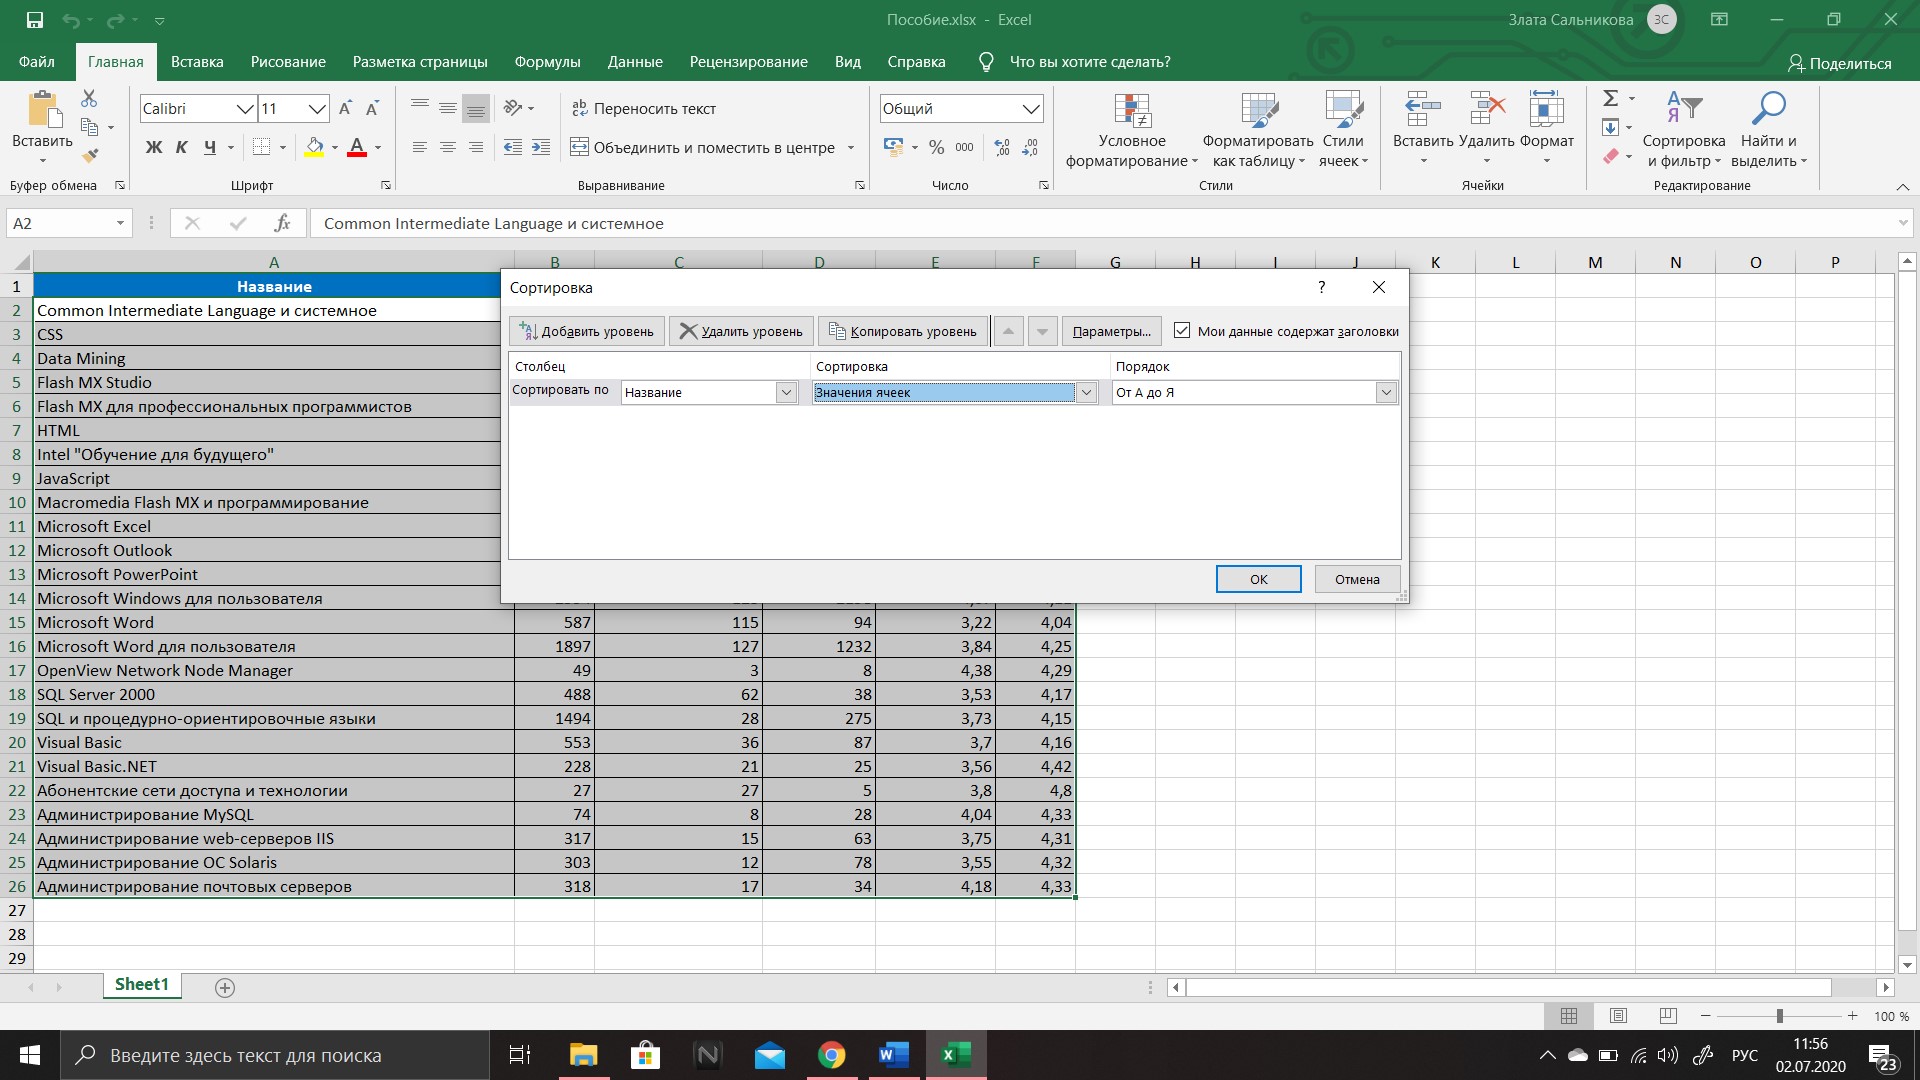 Пособие.xlsx - Excel
Злата Сальникова
ЗС
Файл Главная Вставка Рисование Разметка страницы Формулы Данные Рецензирование Вид Справка Что вы хотите сделать?
Поделиться
Вставить
Буфер обмена
Calibri 11
Ж К Ч
Шрифт
Переносить текст
Объединить и поместить в центре
Выравнивание
Общий
% 000
Число
Условное форматирование
Форматировать как таблицу
Стили ячеек
Стили
Вставить Удалить Формат
Ячейки
Сортировка и фильтр
Найти и выделить
Редактирование
A2
fx
Common Intermediate Language и системное
A B C D E F G H I J K L M N O P
1 Название
2 Common Intermediate Language и системное
3 CSS
4 Data Mining
5 Flash MX Studio
6 Flash MX для профессиональных программистов
7 HTML
8 Intel "Обучение для будущего"
9 JavaScript
10 Macromedia Flash MX и программирование
11 Microsoft Excel
12 Microsoft Outlook
13 Microsoft PowerPoint
14 Microsoft Windows для пользователя
15 Microsoft Word 587 115 94 3,22 4,04
16 Microsoft Word для пользователя 1897 127 1232 3,84 4,25
17 OpenView Network Node Manager 49 3 8 4,38 4,29
18 SQL Server 2000 488 62 38 3,53 4,17
19 SQL и процедурно-ориентировочные языки 1494 28 275 3,73 4,15
20 Visual Basic 553 36 87 3,7 4,16
21 Visual Basic.NET 228 21 25 3,56 4,42
22 Абонентские сети доступа и технологии 27 27 5 3,8 4,8
23 Администрирование MySQL 74 8 28 4,04 4,33
24 Администрирование web-серверов IIS 317 15 63 3,75 4,31
25 Администрирование ОС Solaris 303 12 78 3,55 4,32
26 Администрирование почтовых серверов 318 17 34 4,18 4,33
27
28
29
Сортировка
?
Добавить уровень Удалить уровень Копировать уровень Параметры... Мои данные содержат заголовки
Столбец Сортировка Порядок
Сортировать по Название Значения ячеек От А до Я
ОК Отмена
Sheet1
100 %
Введите здесь текст для поиска
РУС
11:56
02.07.2020
23